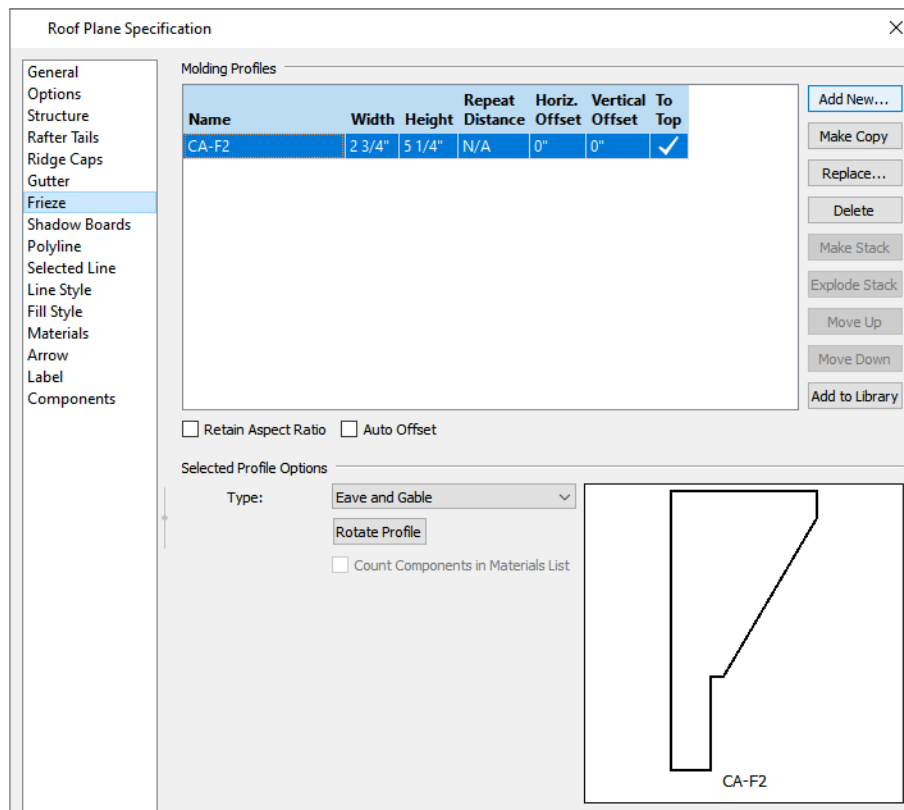 Roof Plane Specification
General
Options
Structure
Rafter Tails
Ridge Caps
Gutter
Frieze
Shadow Boards
Polyline
Selected Line
Line Style
Fill Style
Materials
Arrow
Label
Components
Molding Profiles
Name Width Height Repeat Distance Horiz. Offset Vertical Offset To Top
CA-F2 2 3/4" 5 1/4" N/A 0" 0"
Add New...
Make Copy
Replace...
Delete
Make Stack
Explode Stack
Move Up
Move Down
Add to Library
Retain Aspect Ratio Auto Offset
Selected Profile Options
Type: Eave and Gable
Rotate Profile
Count Components in Materials List
CA-F2